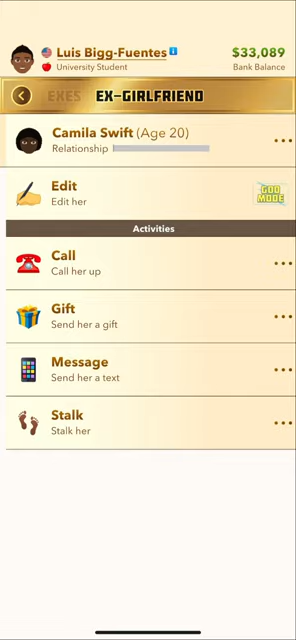 Luis Bigg-Fuentes
$33,089
University Student
Bank Balance
EXES EX-GIRLFRIEND
Camila Swift (Age 20)
Relationship
Edit
Edit her
GOD MODE
Activities
Call
Call her up
Gift
Send her a gift
Message
Send her a text
Stalk
Stalk her